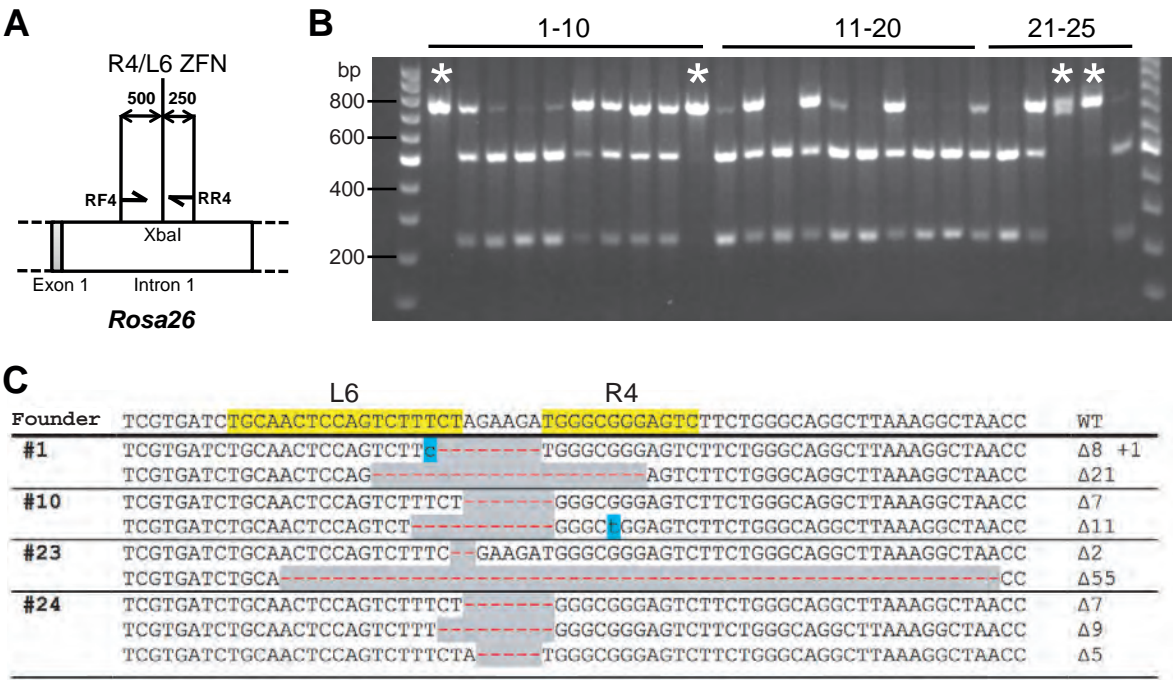 A
R4/L6 ZFN
500 250
RF4 RR4
XbaI
Exon 1 Intron 1
Rosa26
B
1-10 11-20 21-25
bp
* * * *
800
600
400
200
C
L6 R4
Founder TCGTGATCTGCAACTCCAGTCTTTCTAGAAGATGGGCGGGAGTCTTCTGGGCAGGCTTAAAGGCTAACC WT
#1 TCGTGATCTGCAACTCCAGTCTTc--------TGGGCGGGAGTCTTCTGGGCAGGCTTAAAGGCTAACC Δ8 +1
TCGTGATCTGCAACTCCAG---------------------AGTCTTCTGGGCAGGCTTAAAGGCTAACC Δ21
#10 TCGTGATCTGCAACTCCAGTCTTTCT-------GGGCGGGAGTCTTCTGGGCAGGCTTAAAGGCTAACC Δ7
TCGTGATCTGCAACTCCAGTCT-----------GGGCtGGAGTCTTCTGGGCAGGCTTAAAGGCTAACC Δ11
#23 TCGTGATCTGCAACTCCAGTCTTTC--GAAGATGGGCGGGAGTCTTCTGGGCAGGCTTAAAGGCTAACC Δ2
TCGTGATCTGCA-------------------------------------------------------CC Δ55
#24 TCGTGATCTGCAACTCCAGTCTTTCT-------GGGCGGGAGTCTTCTGGGCAGGCTTAAAGGCTAACC Δ7
TCGTGATCTGCAACTCCAGTCTTT---------GGGCGGGAGTCTTCTGGGCAGGCTTAAAGGCTAACC Δ9
TCGTGATCTGCAACTCCAGTCTTTCTA-----TGGGCGGGAGTCTTCTGGGCAGGCTTAAAGGCTAACC Δ5